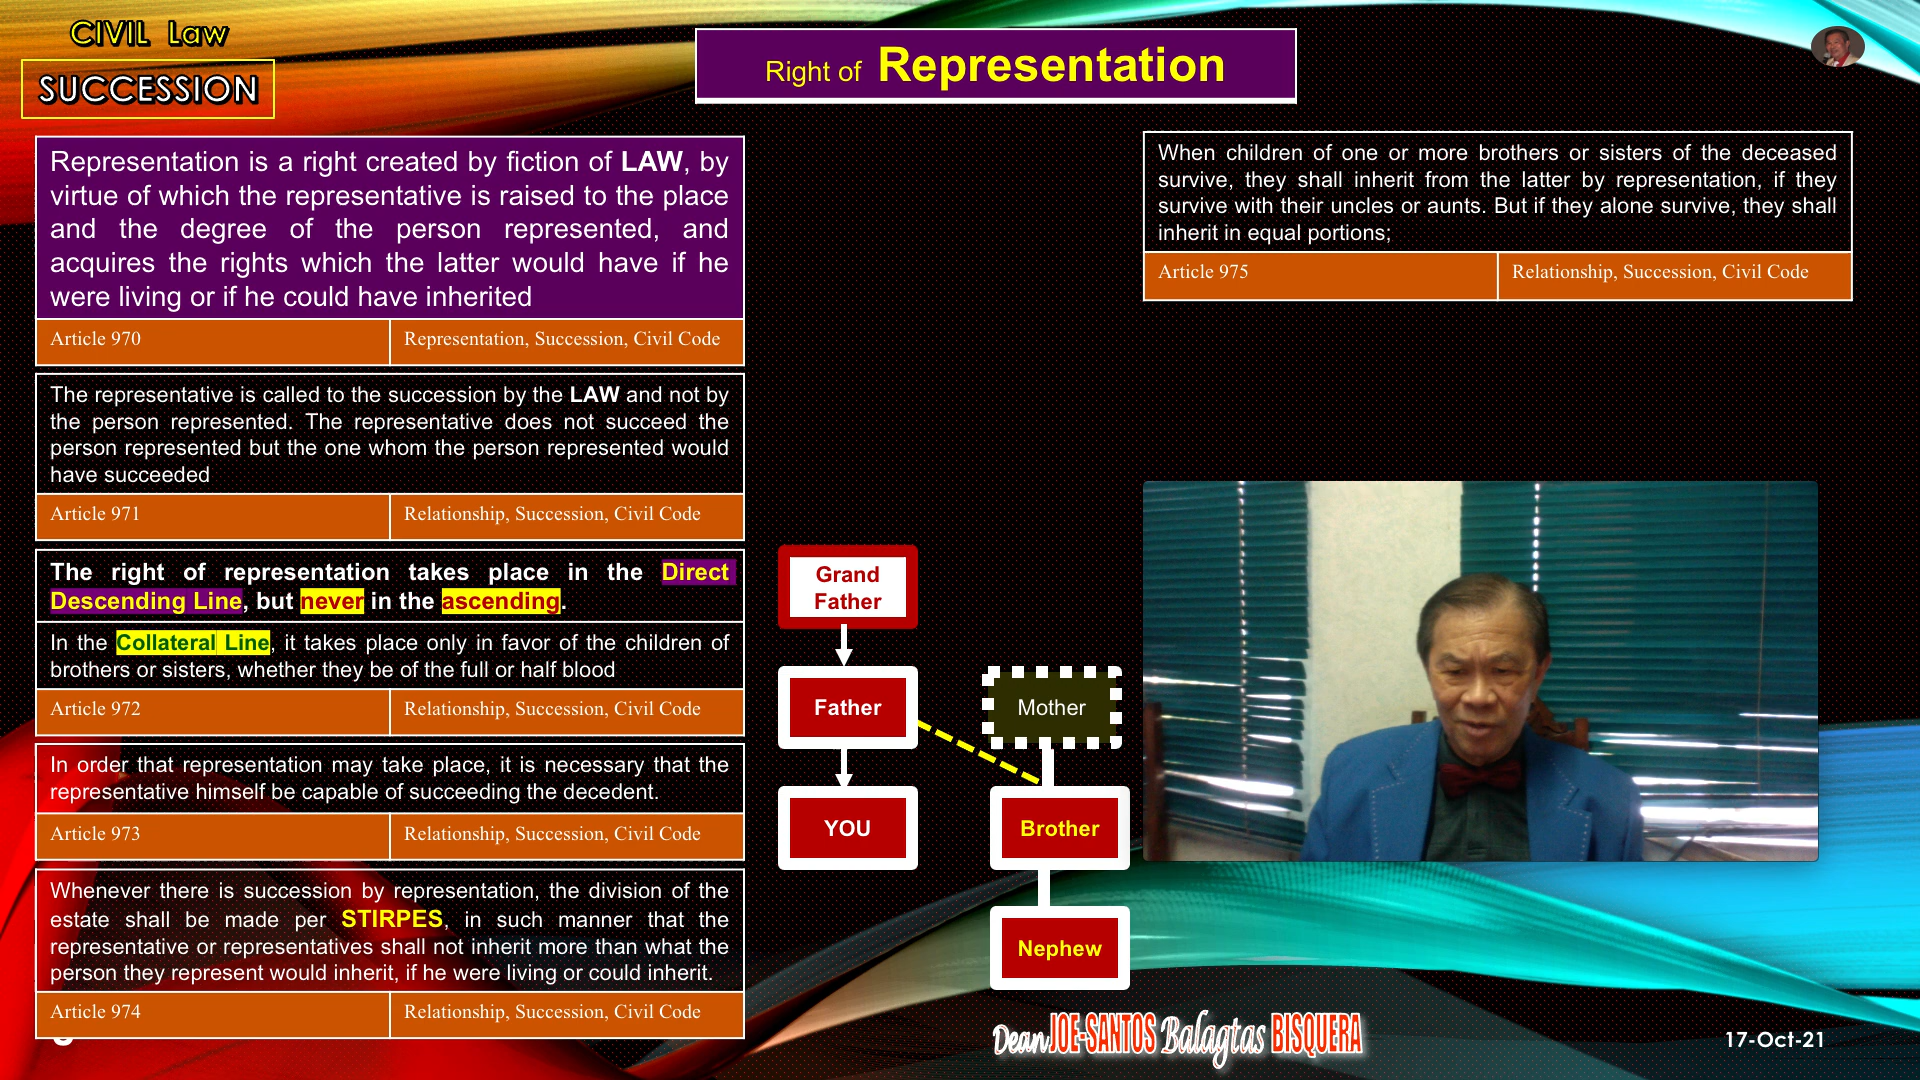 CIVIL Law
SUCCESSION
Right of Representation
Representation is a right created by fiction of LAW, by
virtue of which the representative is raised to the place
and the degree of the person represented, and
acquires the rights which the latter would have if he
were living or if he could have inherited
Article 970 Representation, Succession, Civil Code
The representative is called to the succession by the LAW and not by
the person represented. The representative does not succeed the
person represented but the one whom the person represented would
have succeeded
Article 971 Relationship, Succession, Civil Code
The right of representation takes place in the Direct
Descending Line, but never in the ascending.
In the Collateral Line, it takes place only in favor of the children of
brothers or sisters, whether they be of the full or half blood
Article 972 Relationship, Succession, Civil Code
In order that representation may take place, it is necessary that the
representative himself be capable of succeeding the decedent.
Article 973 Relationship, Succession, Civil Code
Whenever there is succession by representation, the division of the
estate shall be made per STIRPES, in such manner that the
representative or representatives shall not inherit more than what the
person they represent would inherit, if he were living or could inherit.
Article 974 Relationship, Succession, Civil Code
When children of one or more brothers or sisters of the deceased
survive, they shall inherit from the latter by representation, if they
survive with their uncles or aunts. But if they alone survive, they shall
inherit in equal portions;
Article 975 Relationship, Succession, Civil Code
Grand
Father
Father
Mother
YOU
Brother
Nephew
Dean JOE-SANTOS Balagtas BISQUERA
17-Oct-21